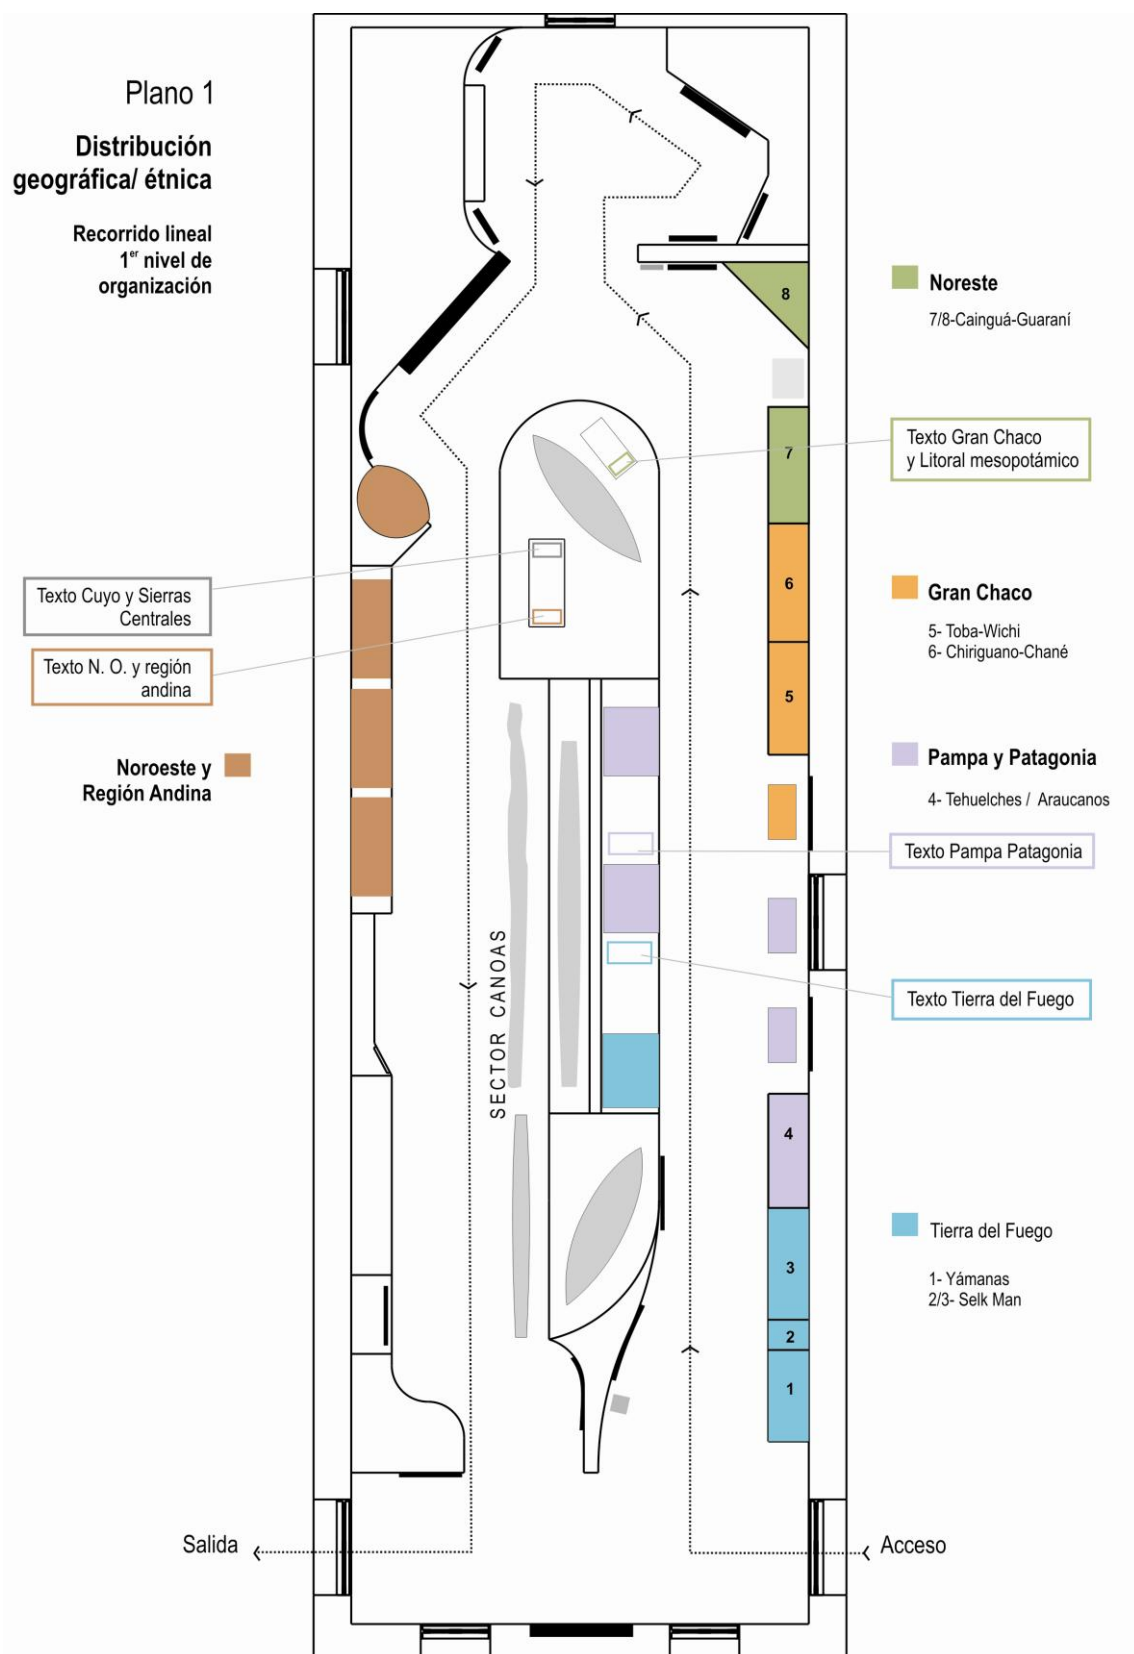 Plano 1
Distribución
geográfica/ étnica
Recorrido lineal
1er nivel de
organización
8
Noreste
7/8-Cainguá-Guaraní
7
Texto Gran Chaco
y Litoral mesopotámico
6
Gran Chaco
5- Toba-Wichi
6- Chiriguano-Chané
5
Texto Cuyo y Sierras
Centrales
Texto N. O. y región
andina
Noroeste y
Región Andina
Pampa y Patagonia
4- Tehuelches / Araucanos
Texto Pampa Patagonia
SECTOR CANOAS
Texto Tierra del Fuego
4
3
Tierra del Fuego
1- Yámanas
2/3- Selk Man
2
1
Salida
Acceso